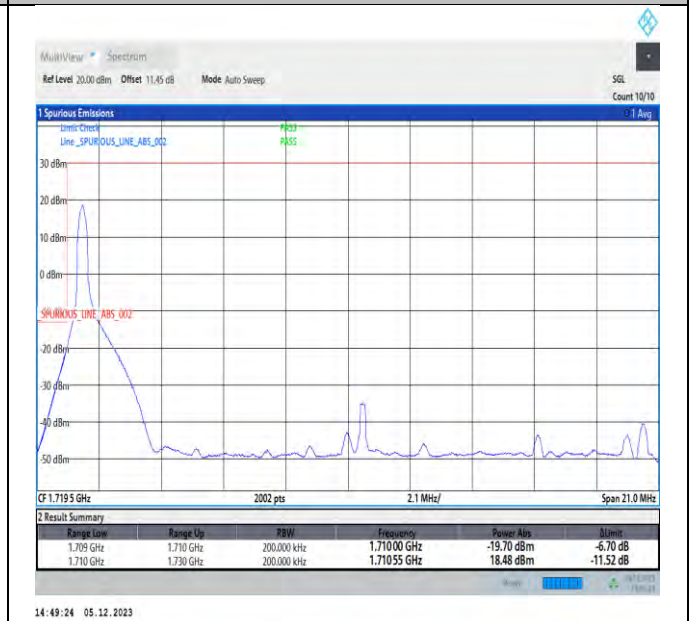 MultiView Spectrum
Ref Level 20.00 dBm Offset 11.45 dB Mode Auto Sweep SGL
Count 10/10
1 Spurious Emissions 1 Avg
Limit Check PASS
Line _SPURIOUS_LINE_ABS_002 PASS
30 dBm
20 dBm
10 dBm
0 dBm
SPURIOUS_LINE_ABS_002
-20 dBm
-30 dBm
-40 dBm
-50 dBm
CF 1.719 5 GHz 2002 pts 2.1 MHz/ Span 21.0 MHz
2 Result Summary
Range Low Range Up RBW Frequency Power Abs ΔLimit
1.709 GHz 1.710 GHz 200.000 kHz 1.71000 GHz -19.70 dBm -6.70 dB
1.710 GHz 1.730 GHz 200.000 kHz 1.71055 GHz 18.48 dBm -11.52 dB
14:49:24 05.12.2023